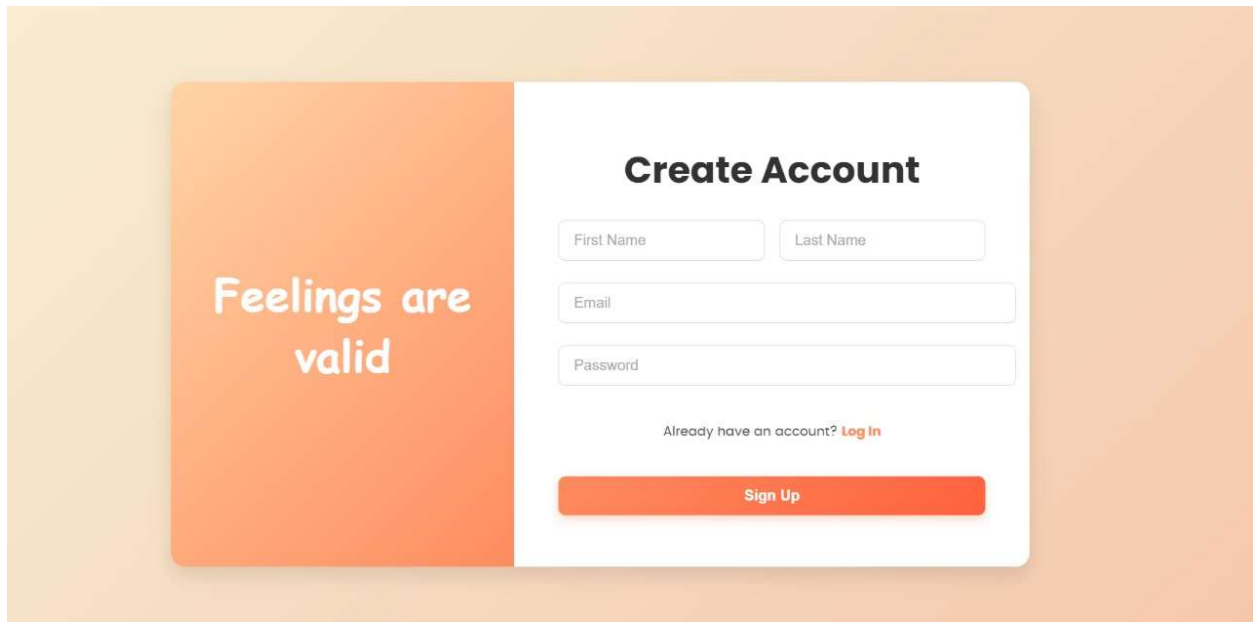 Feelings are
valid
Create Account
First Name
Last Name
Email
Password
Already have an account? Log In
Sign Up